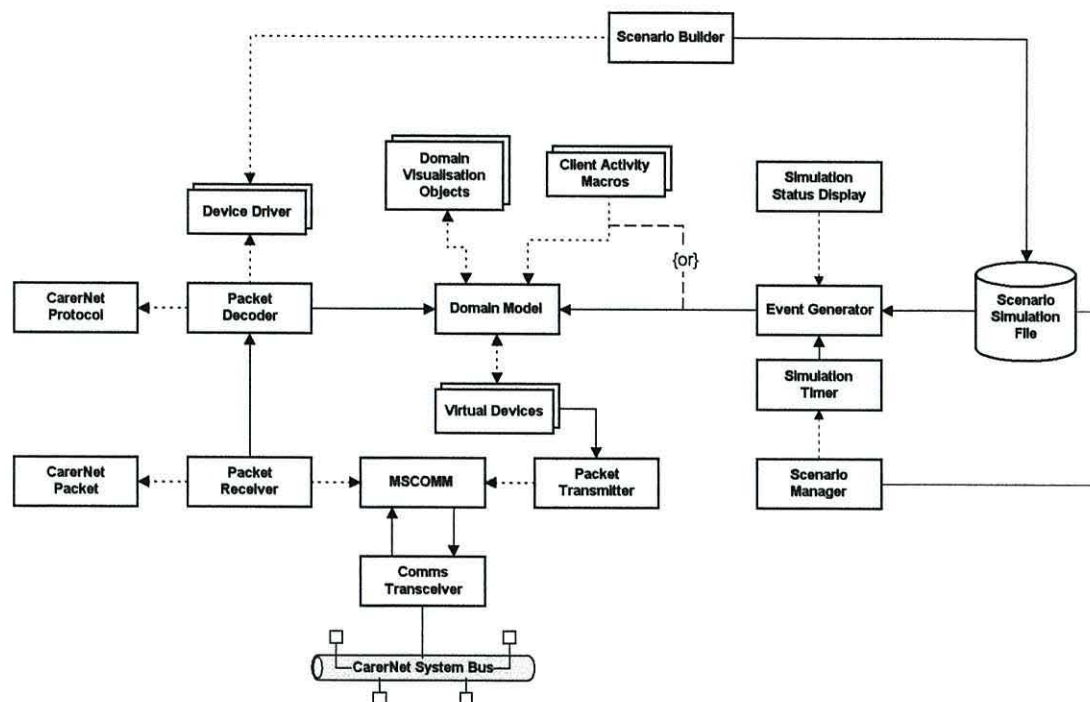 Scenario Builder
Domain
Visualisation
Objects
Client Activity
Macros
Simulation
Status Display
Device Driver
{or}
CarerNet
Protocol
Packet
Decoder
Domain Model
Event Generator
Scenario
Simulation
File
Simulation
Timer
Virtual Devices
CarerNet
Packet
Packet
Receiver
MSCOMM
Packet
Transmitter
Scenario
Manager
Comms
Transceiver
CarerNet System Bus